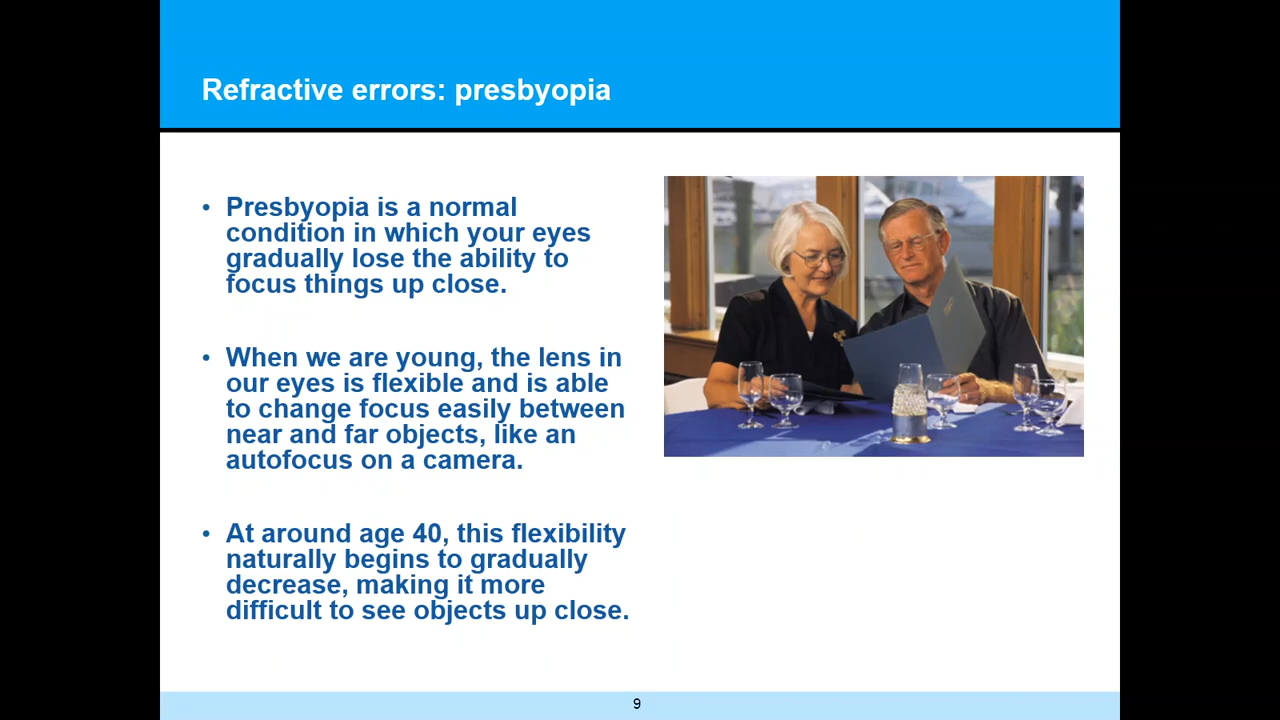 Refractive errors: presbyopia
• Presbyopia is a normal
condition in which your eyes
gradually lose the ability to
focus things up close.
• When we are young, the lens in
our eyes is flexible and is able
to change focus easily between
near and far objects, like an
autofocus on a camera.
• At around age 40, this flexibility
naturally begins to gradually
decrease, making it more
difficult to see objects up close.
9